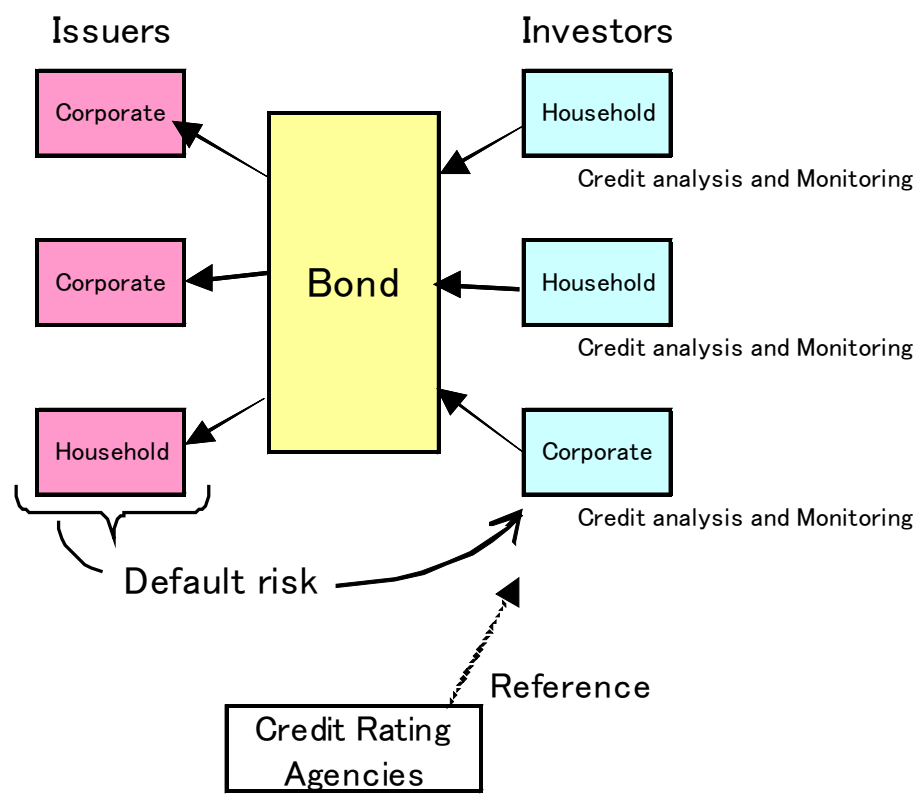 Issuers
Investors
Corporate
Household
Credit analysis and Monitoring
Corporate
Bond
Household
Credit analysis and Monitoring
Household
Corporate
Credit analysis and Monitoring
Default risk
Reference
Credit Rating
Agencies